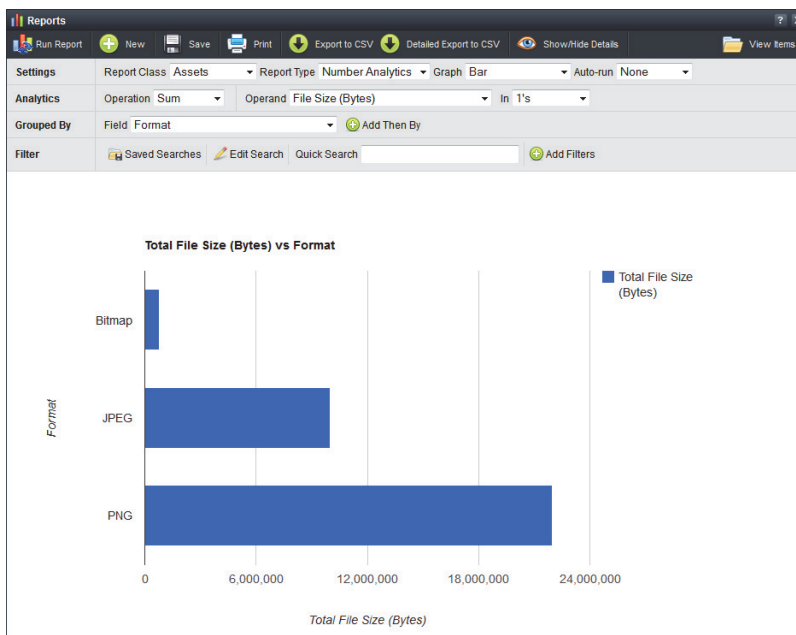 Reports ?
Run Report New Save Print Export to CSV Detailed Export to CSV Show/Hide Details View Items
Settings Report Class Assets Report Type Number Analytics Graph Bar Auto-run None
Analytics Operation Sum Operand File Size (Bytes) In 1's
Grouped By Field Format Add Then By
Filter Saved Searches Edit Search Quick Search Add Filters
Total File Size (Bytes) vs Format
Total File Size
(Bytes)
Bitmap
JPEG
PNG
Format
0 6,000,000 12,000,000 18,000,000 24,000,000
Total File Size (Bytes)